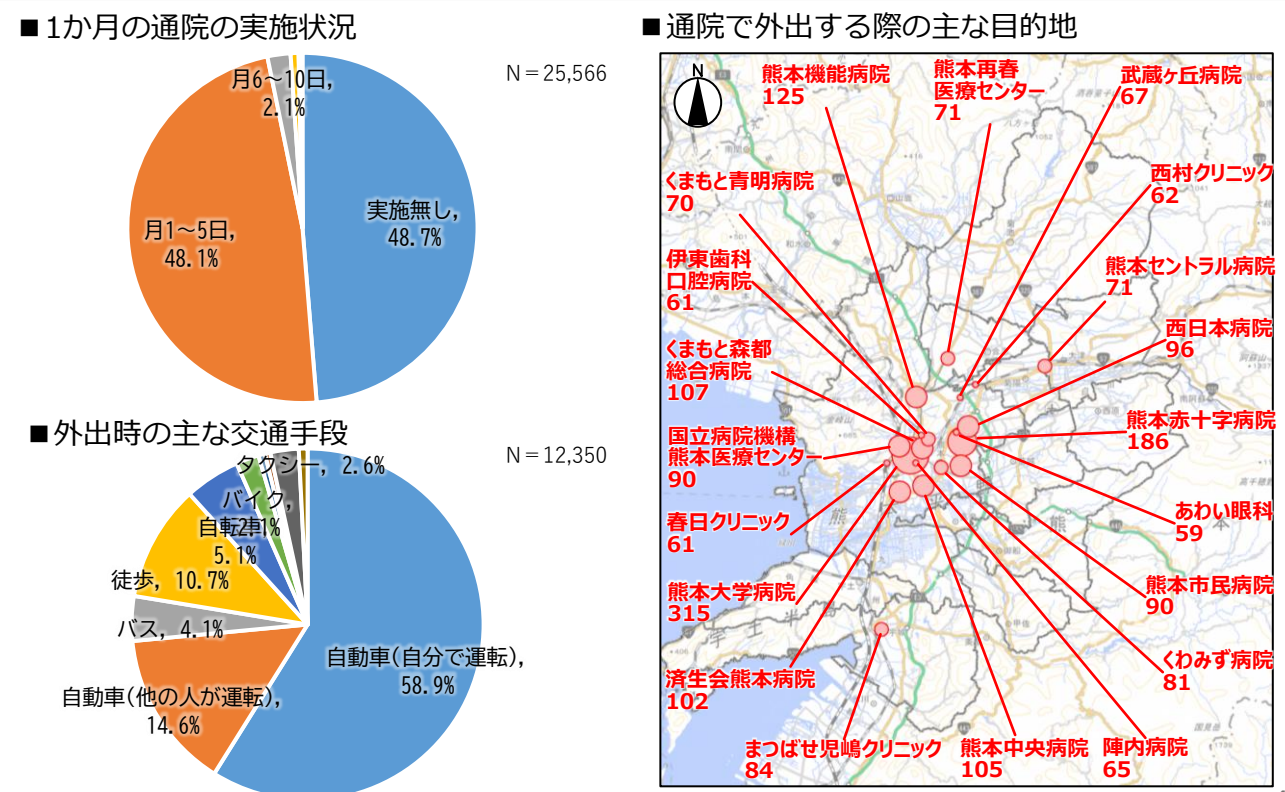 ■1か月の通院の実施状況
N＝25,566
月6～10日,
2.1%
実施無し,
48.7%
月1～5日,
48.1%
■外出時の主な交通手段
N＝12,350
タクシー, 2.6%
バイク,
2.1%
自転車,
5.1%
徒歩, 10.7%
バス, 4.1%
自動車(自分で運転),
58.9%
自動車(他の人が運転),
14.6%
■通院で外出する際の主な目的地
N
熊本機能病院
125
熊本再春
医療センター
71
武蔵ヶ丘病院
67
くまもと青明病院
70
西村クリニック
62
伊東歯科
口腔病院
61
熊本セントラル病院
71
西日本病院
96
くまもと森都
総合病院
107
熊本赤十字病院
186
国立病院機構
熊本医療センター
90
あわい眼科
59
春日クリニック
61
熊本市民病院
90
熊本大学病院
315
くわみず病院
81
済生会熊本病院
102
まつばせ児嶋クリニック
84
熊本中央病院
105
陣内病院
65